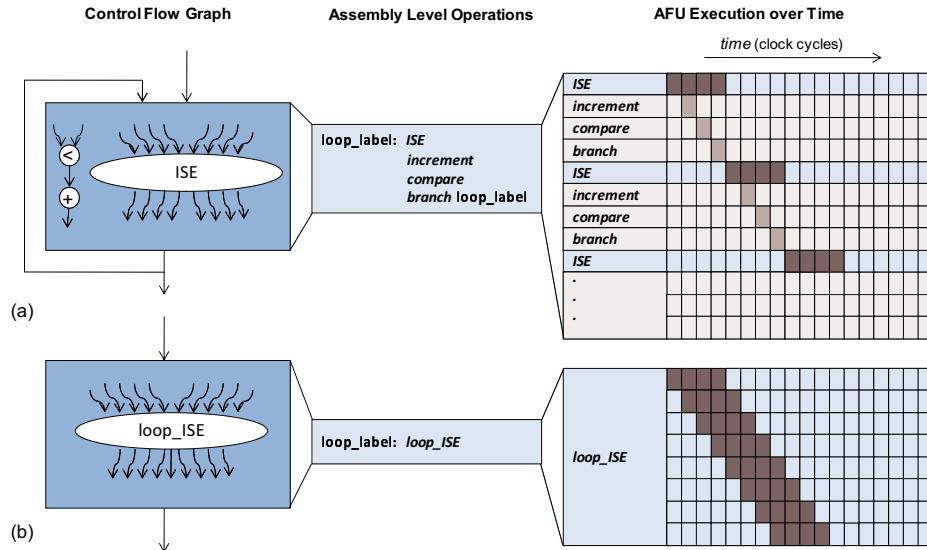 Control Flow Graph
Assembly Level Operations
AFU Execution over Time
time (clock cycles)
<
+
ISE
loop_label: ISE
increment
compare
branch loop_label
ISE
increment
compare
branch
ISE
increment
compare
branch
ISE
.
.
.
(a)
loop_ISE
loop_label: loop_ISE
loop_ISE
(b)